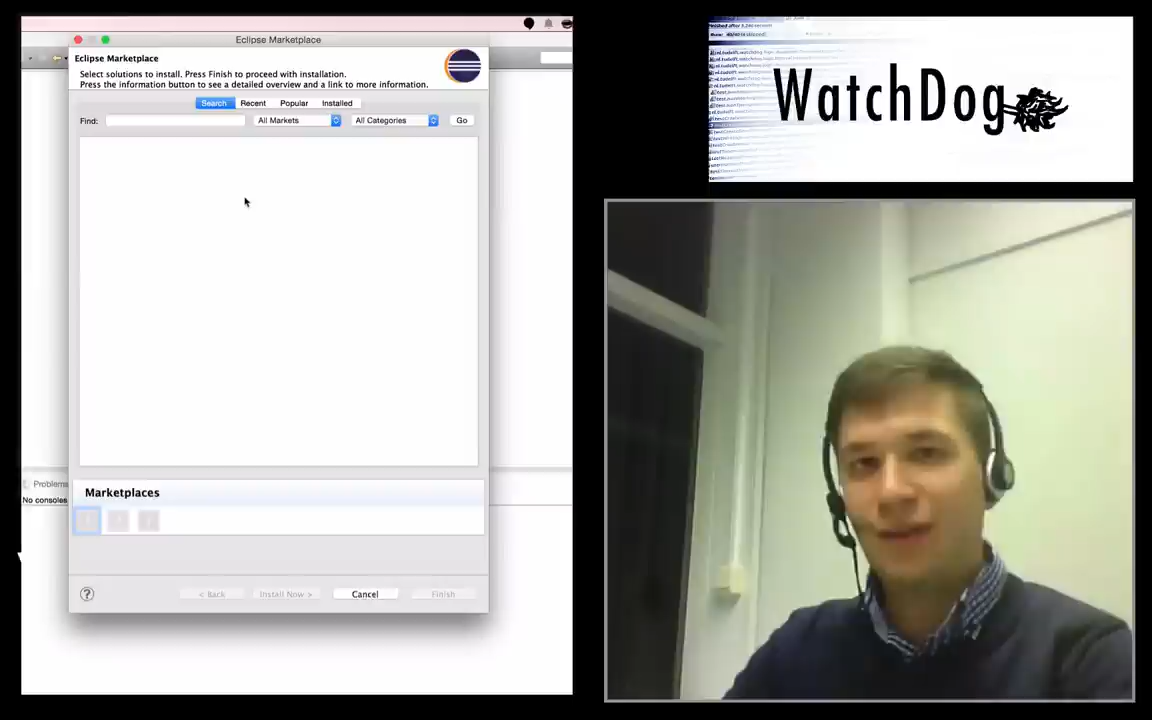 Eclipse Marketplace
Eclipse Marketplace
Select solutions to install. Press Finish to proceed with installation.
Press the information button to see a detailed overview and a link to more information.
Search Recent Popular Installed
Find: All Markets All Categories Go
Problems
No consoles
Marketplaces
? < Back Install Now > Cancel Finish
WatchDog